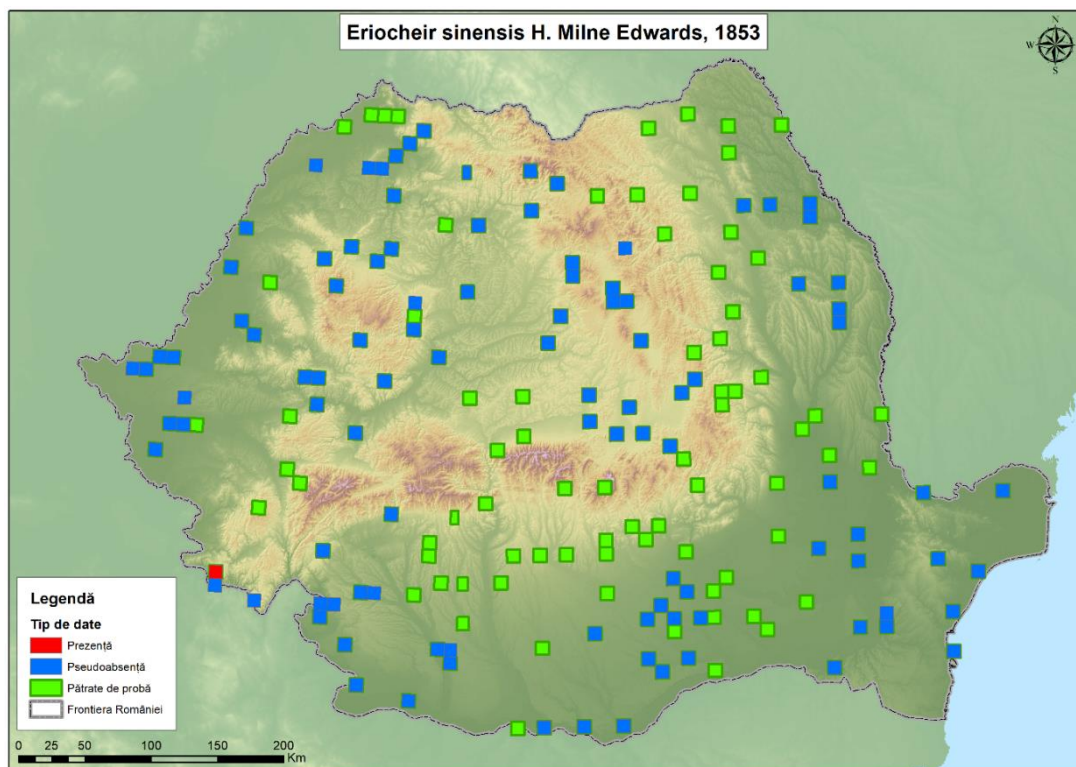 Eriocheir sinensis H. Milne Edwards, 1853
N
W E
S
Legendă
Tip de date
Prezență
Pseudoabsență
Pătrate de probă
Frontiera României
0 25 50 100 150 200
Km